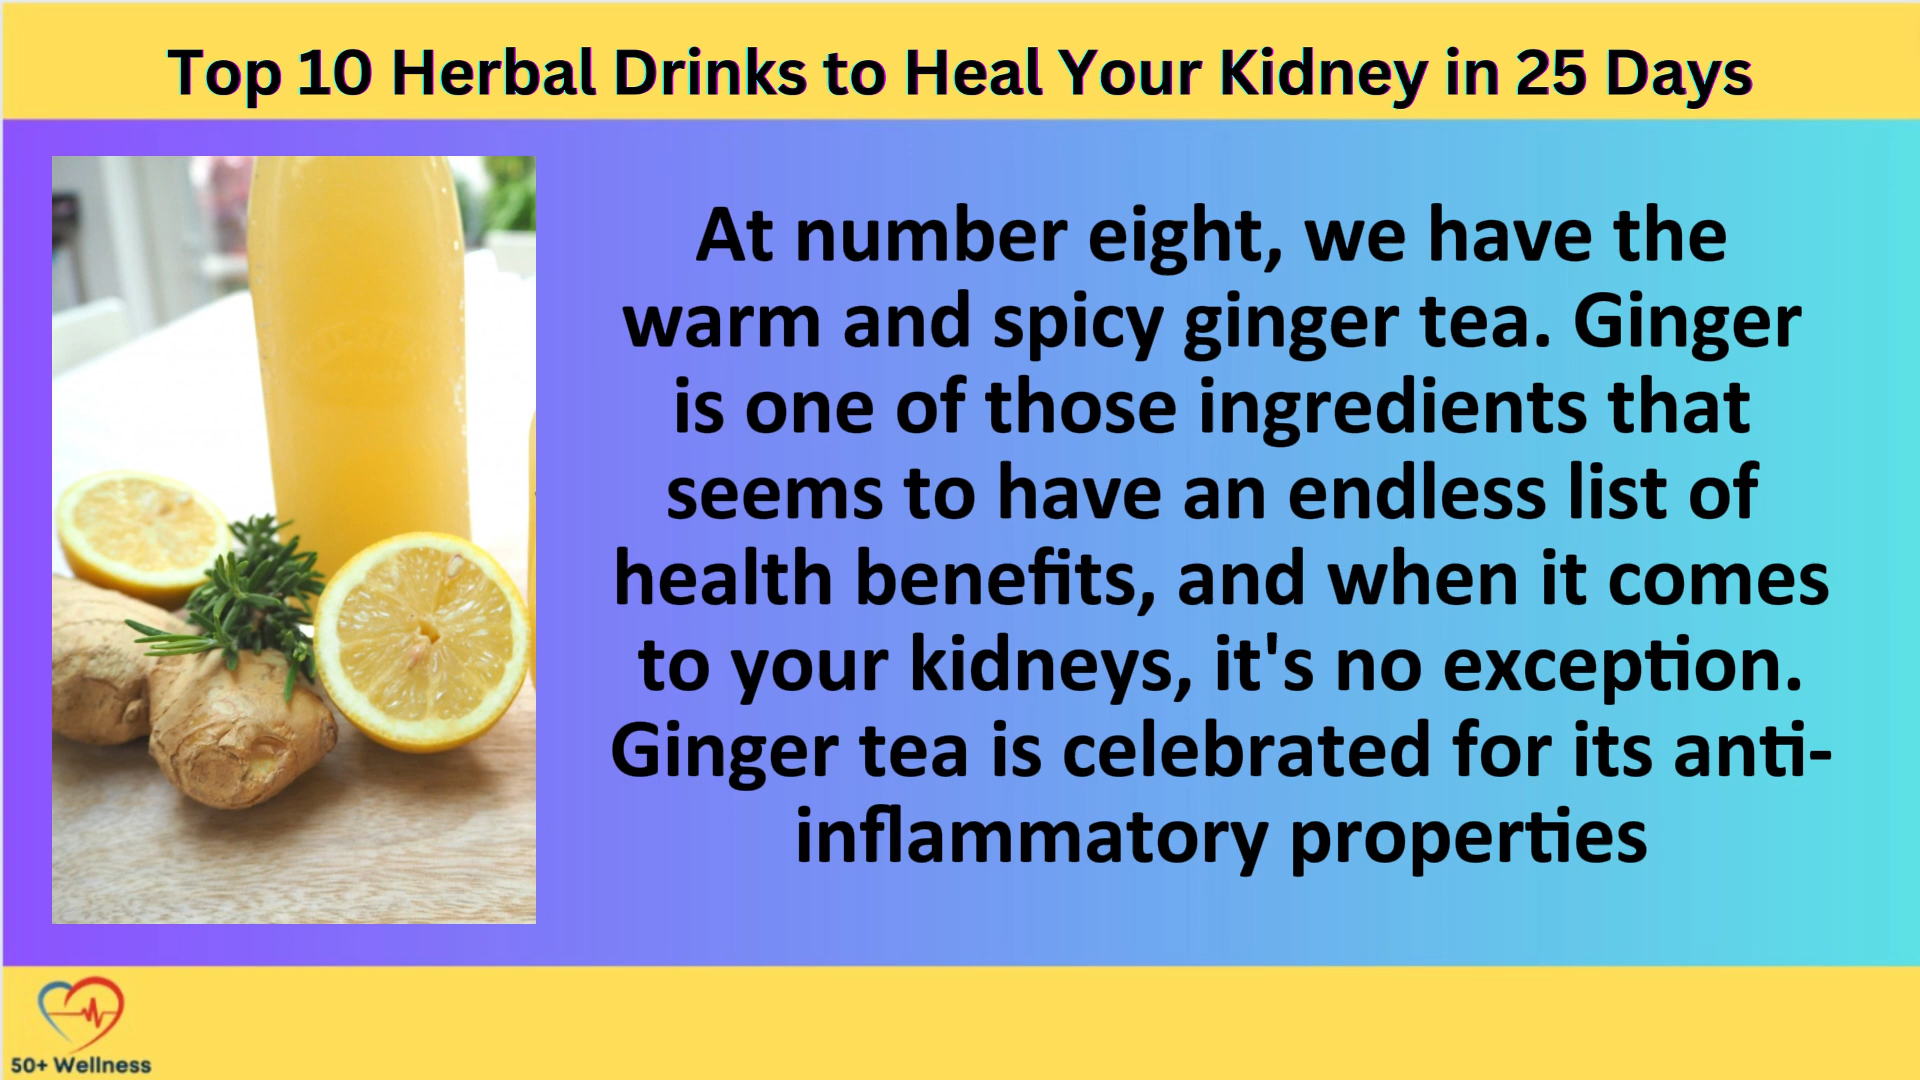 Top 10 Herbal Drinks to Heal Your Kidney in 25 Days
At number eight, we have the
warm and spicy ginger tea. Ginger
is one of those ingredients that
seems to have an endless list of
health benefits, and when it comes
to your kidneys, it's no exception.
Ginger tea is celebrated for its anti-
inflammatory properties
50+ Wellness